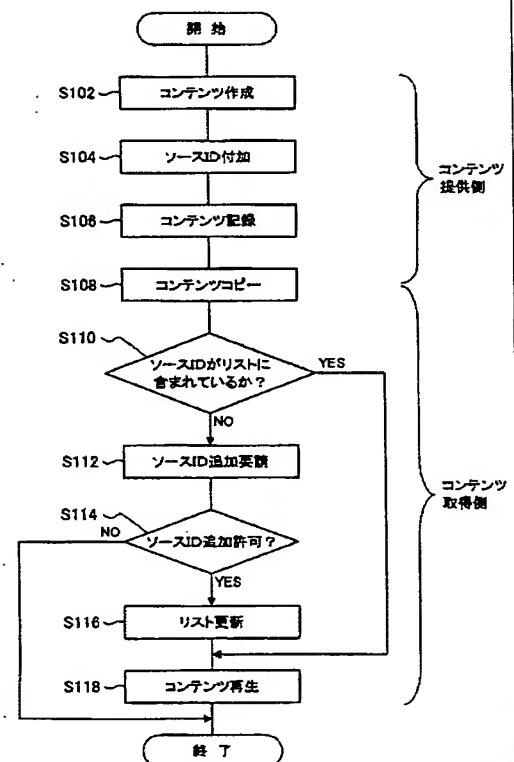 開 始
S102
コンテンツ作成
S104
ソースID付加
コンテンツ
提供側
S106
コンテンツ記録
S108
コンテンツコピー
S110
ソースIDがリストに
含まれているか？
YES
NO
S112
ソースID追加要請
コンテンツ
取得側
S114
NO
ソースID追加許可？
YES
S116
リスト更新
S118
コンテンツ再生
終 了